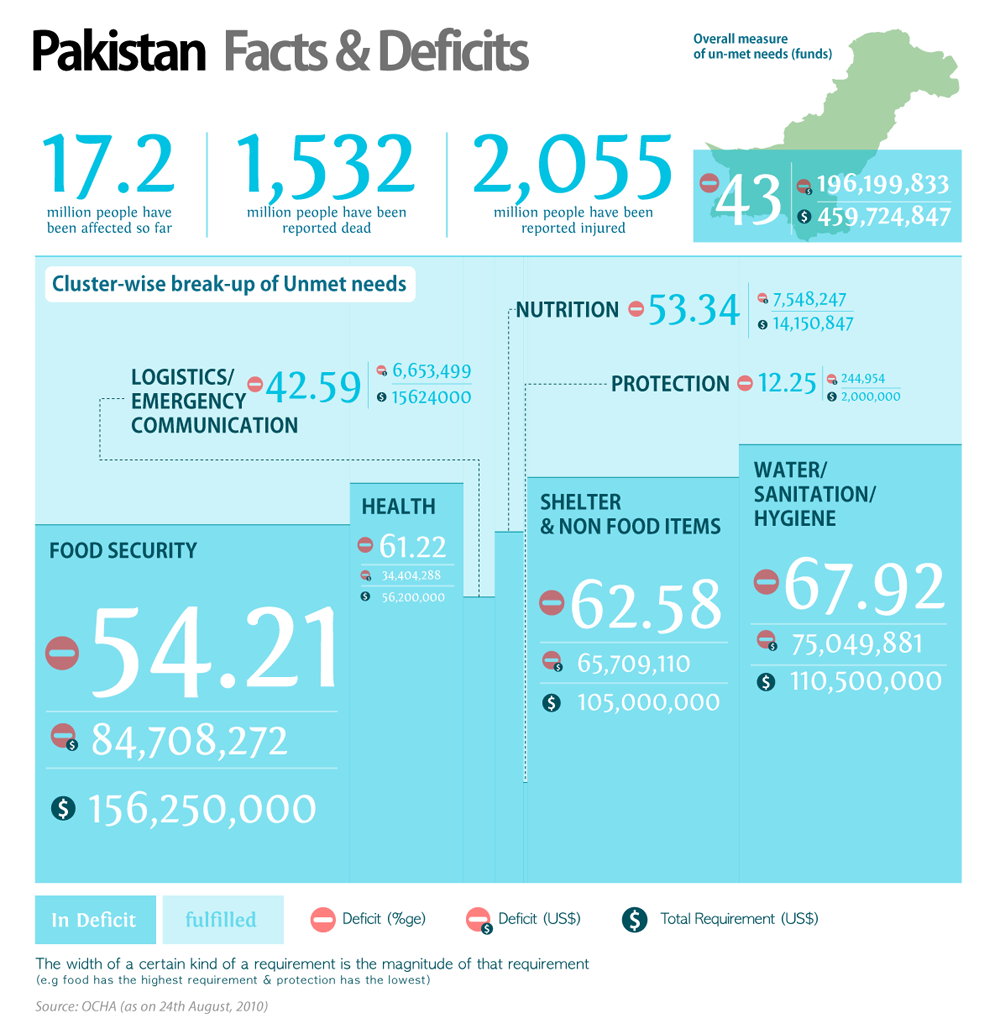 Pakistan Facts & Deficits
Overall measure
of un-met needs (funds)
17.2
million people have
been affected so far
1,532
million people have been
reported dead
2,055
million people have been
reported injured
43
196,199,833
459,724,847
Cluster-wise break-up of Unmet needs
NUTRITION 53.34
7,548,247
14,150,847
LOGISTICS/
EMERGENCY
COMMUNICATION
42.59
6,653,499
15624000
PROTECTION 12.25
244,954
2,000,000
FOOD SECURITY
54.21
84,708,272
156,250,000
HEALTH
61.22
34,404,288
56,200,000
SHELTER
& NON FOOD ITEMS
62.58
65,709,110
105,000,000
WATER/
SANITATION/
HYGIENE
67.92
75,049,881
110,500,000
In Deficit
fulfilled
Deficit (%ge)
$ Deficit (US$)
$ Total Requirement (US$)
The width of a certain kind of a requirement is the magnitude of that requirement
(e.g food has the highest requirement & protection has the lowest)
Source: OCHA (as on 24th August, 2010)